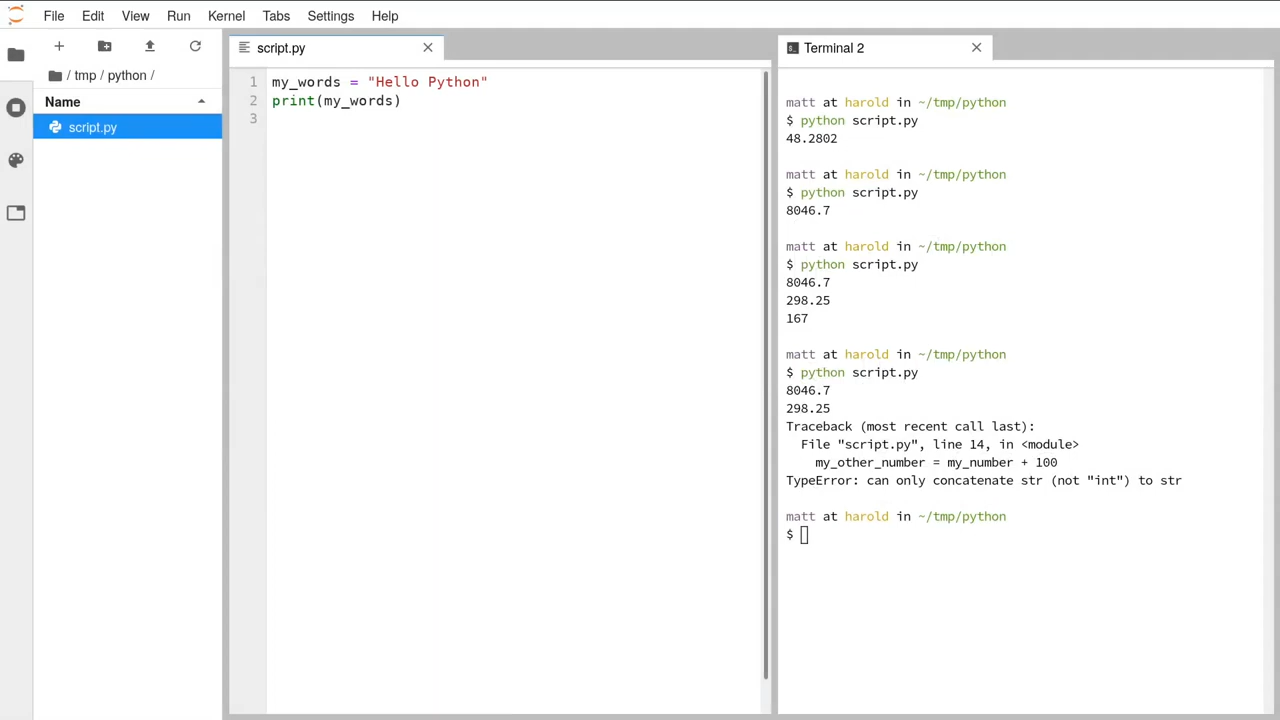 File Edit View Run Kernel Tabs Settings Help
/ tmp / python /
Name
script.py
script.py
1 my_words = "Hello Python"
2 print(my_words)
3
Terminal 2
matt at harold in ~/tmp/python
$ python script.py
48.2802
matt at harold in ~/tmp/python
$ python script.py
8046.7
matt at harold in ~/tmp/python
$ python script.py
8046.7
298.25
167
matt at harold in ~/tmp/python
$ python script.py
8046.7
298.25
Traceback (most recent call last):
  File "script.py", line 14, in <module>
    my_other_number = my_number + 100
TypeError: can only concatenate str (not "int") to str
matt at harold in ~/tmp/python
$